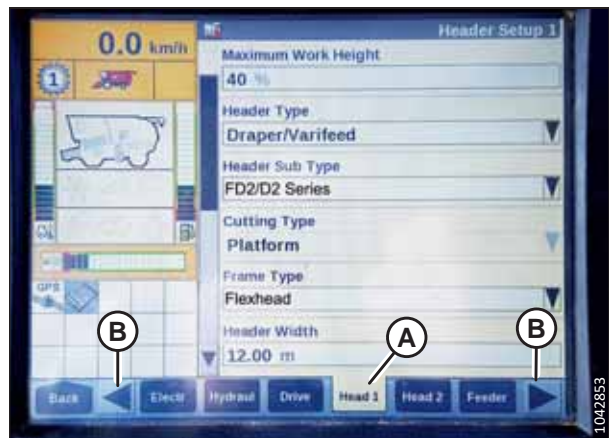 0.0 km/h
Header Setup 1
1
Maximum Work Height
40 %
Header Type
Draper/Varifeed
Header Sub Type
FD2/D2 Series
Cutting Type
Platform
Frame Type
Flexhead
GPS
Header Width
12.00 m
B
A
B
Back
Electr
Hydraul
Drive
Head 1
Head 2
Feeder
1042853